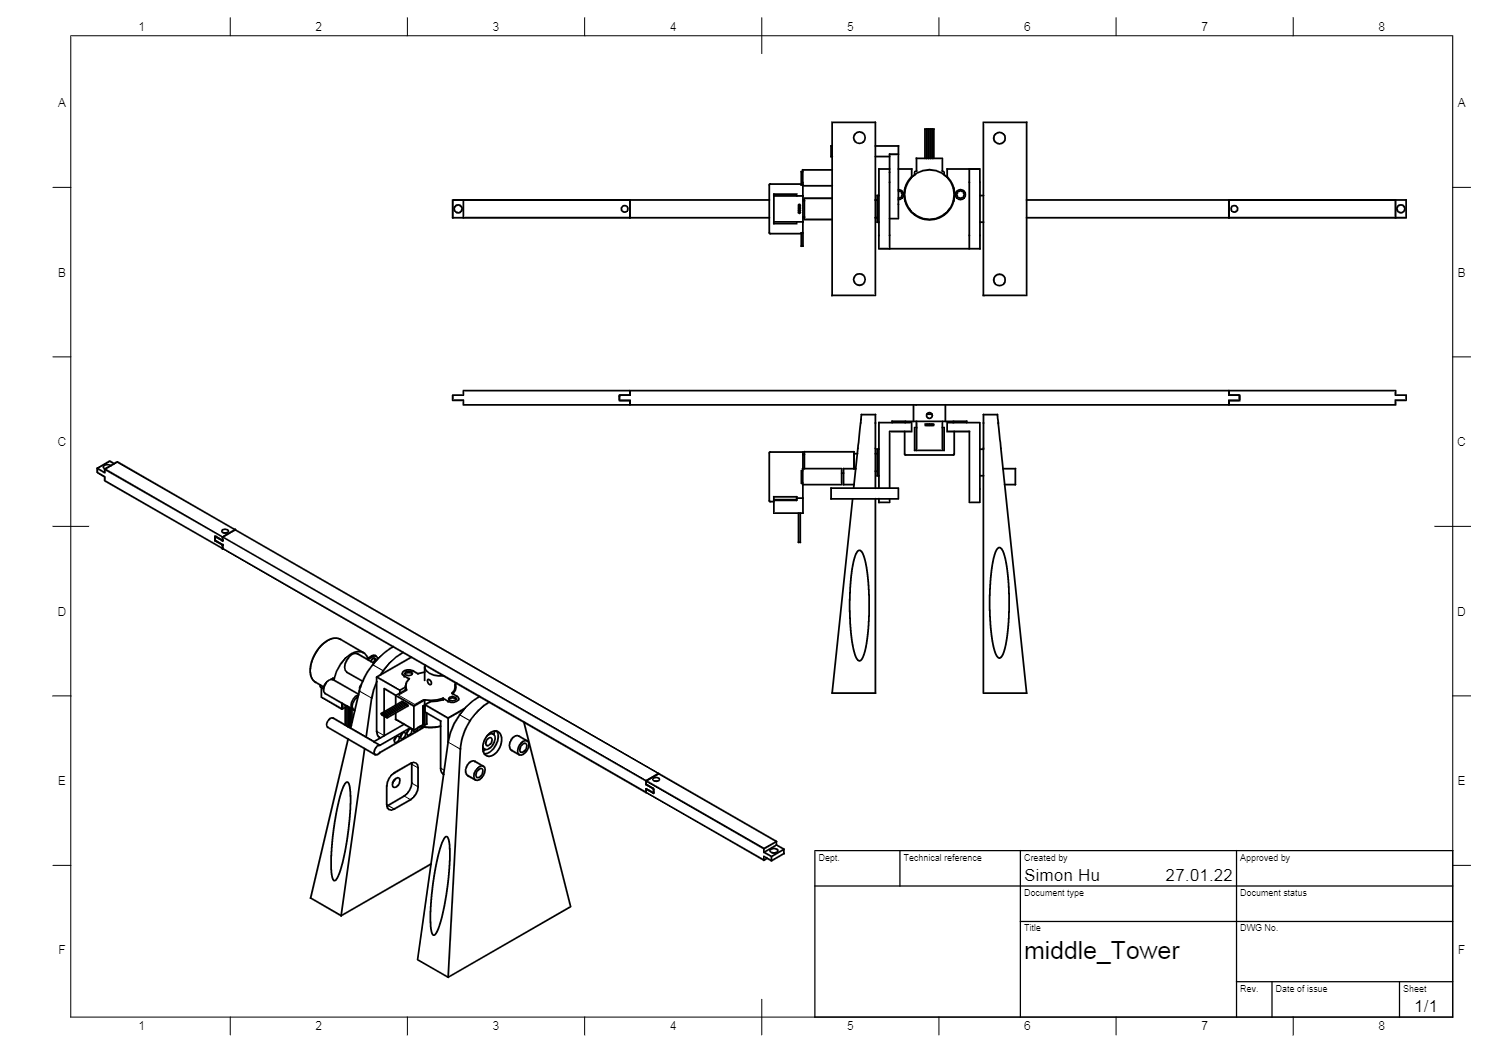 1 2 3 4 5 6 7 8
A A
B B
C C
D D
E E
Dept. Technical reference Created by Approved by
Simon Hu 27.01.22
Document type Document status
Title DWG No.
middle_Tower
F F
Rev. Date of issue Sheet
1/1
1 2 3 4 5 6 7 8